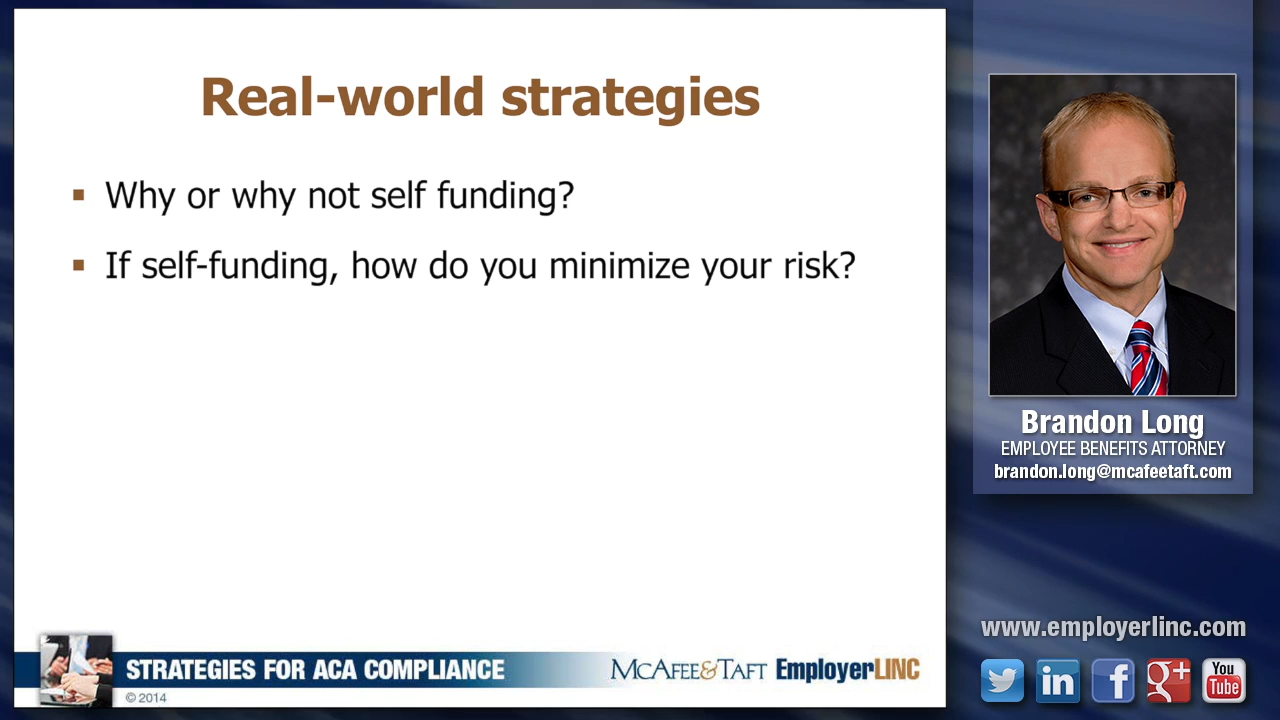 Real-world strategies
Why or why not self funding?
If self-funding, how do you minimize your risk?
STRATEGIES FOR ACA COMPLIANCE
MCAFEE&TAFT EmployerLINC
© 2014
Brandon Long
EMPLOYEE BENEFITS ATTORNEY
brandon.long@mcafeetaft.com
www.employerlinc.com
in f g+ You
Tube